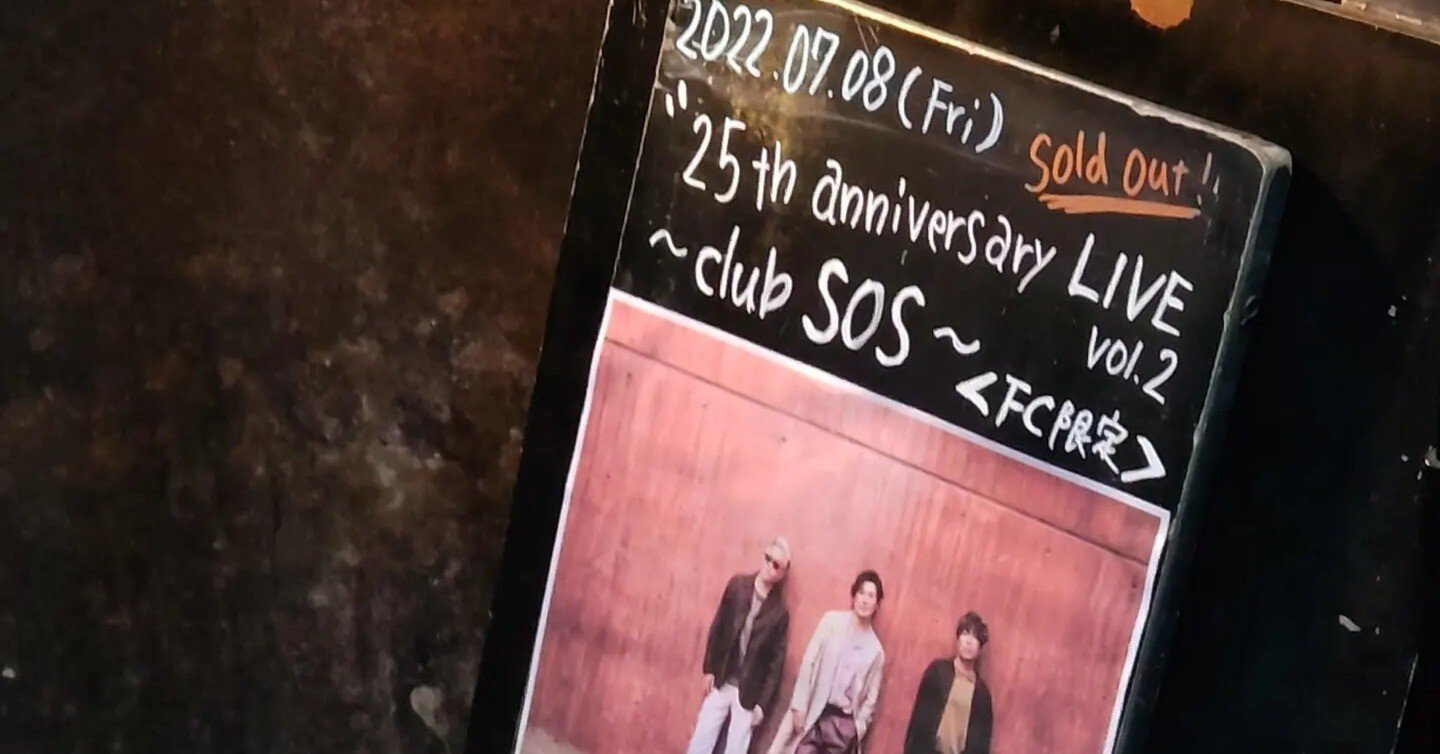 2022.07.08(Fri) Sold Out!!
"25th anniversary LIVE
vol.2
~club SOS~
<FC限定>